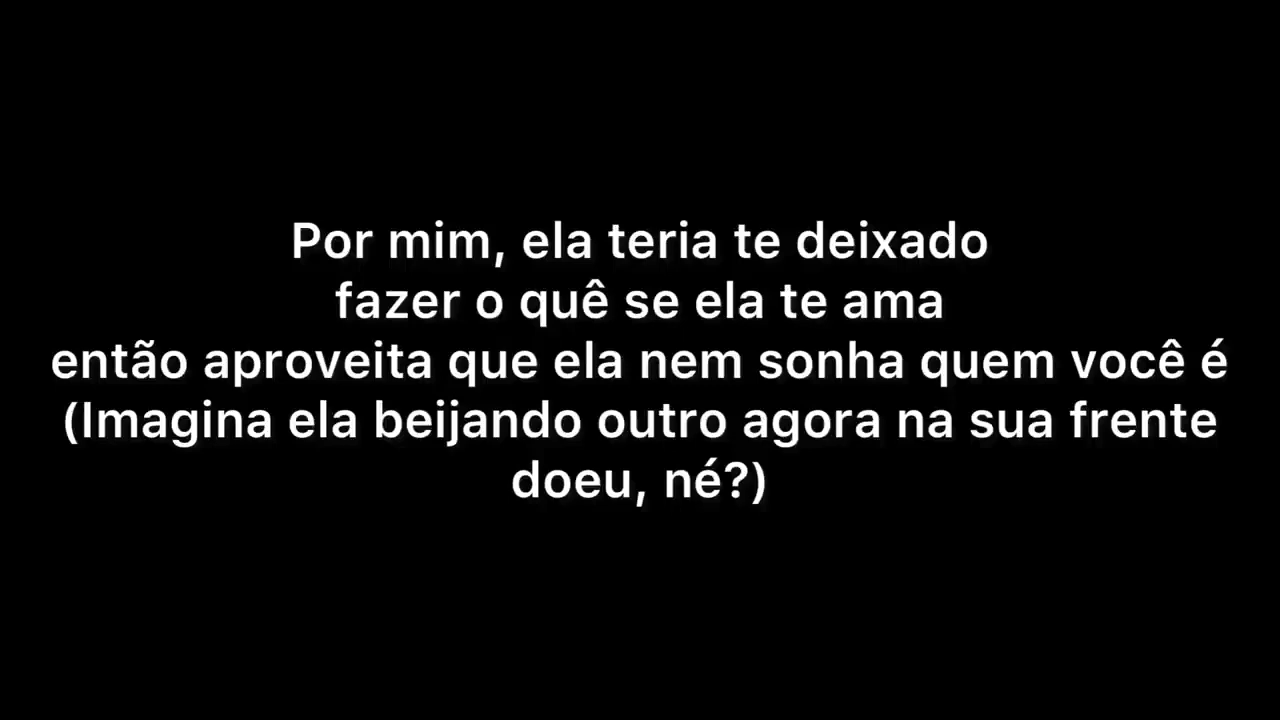 Por mim, ela teria te deixado
fazer o quê se ela te ama
então aproveita que ela nem sonha quem você é
(Imagina ela beijando outro agora na sua frente
doeu, né?)